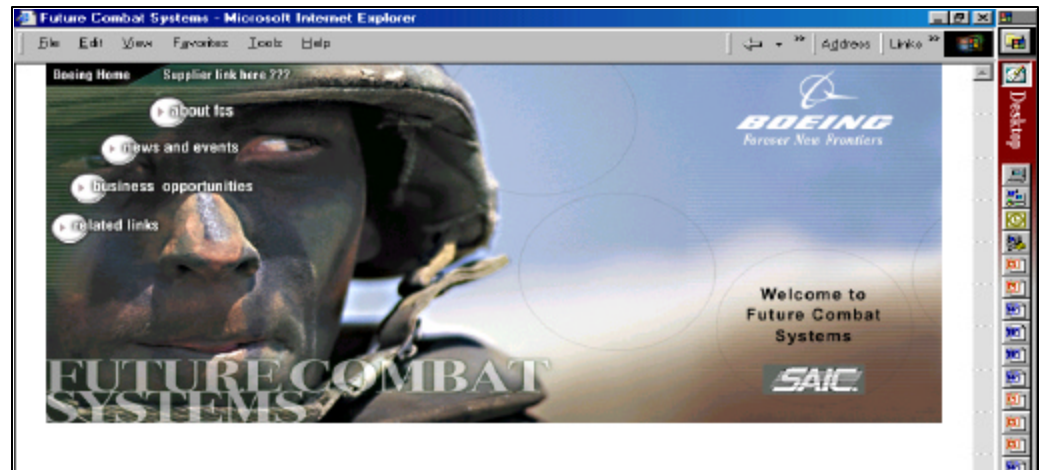 Future Combat Systems - Microsoft Internet Explorer
File Edit View Favorites Tools Help
Address Links
Boeing Home Supplier link here ???
about fcs
news and events
business opportunities
related links
BOEING
Forever New Frontiers
Welcome to
Future Combat
Systems
SAIC
FUTURE COMBAT
SYSTEMS
Desktop